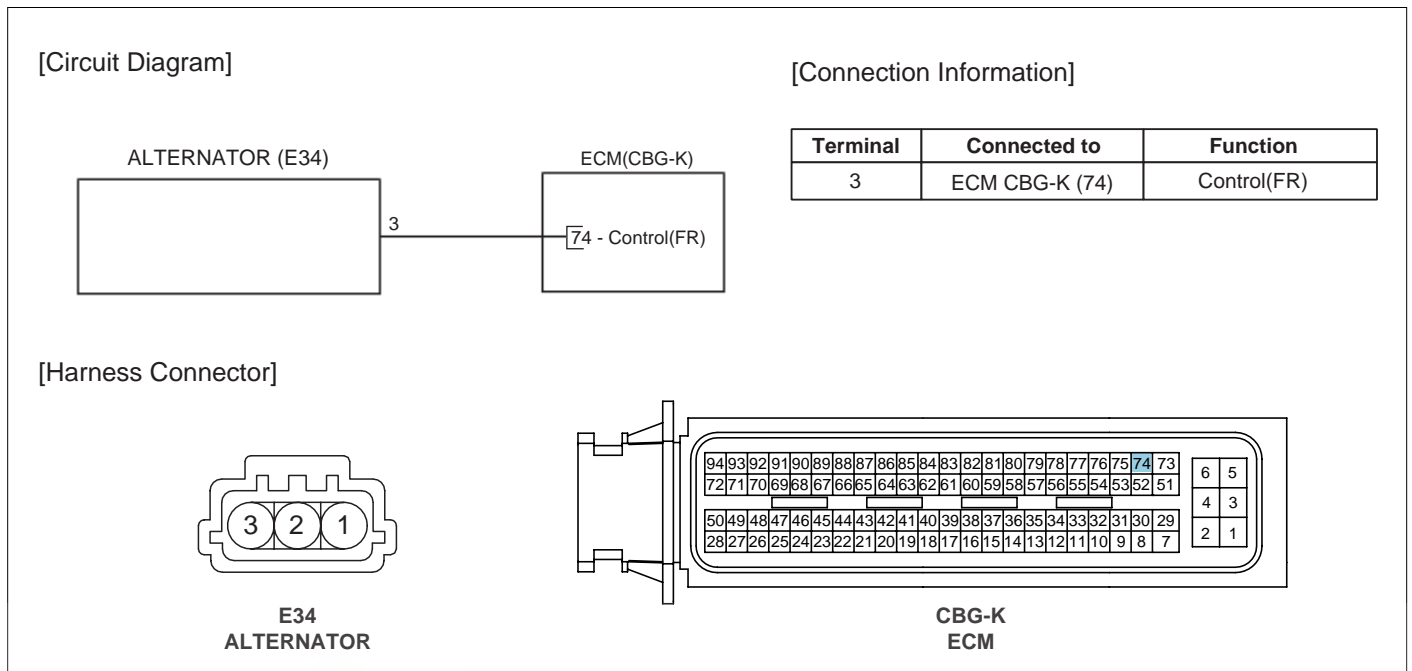 [Circuit Diagram]
ALTERNATOR (E34)
3
ECM(CBG-K)
74 - Control(FR)
[Connection Information]
Terminal Connected to Function
3 ECM CBG-K (74) Control(FR)
[Harness Connector]
3 2 1
E34
ALTERNATOR
94 93 92 91 90 89 88 87 86 85 84 83 82 81 80 79 78 77 76 75 74 73
72 71 70 69 68 67 66 65 64 63 62 61 60 59 58 57 56 55 54 53 52 51
50 49 48 47 46 45 44 43 42 41 40 39 38 37 36 35 34 33 32 31 30 29
28 27 26 25 24 23 22 21 20 19 18 17 16 15 14 13 12 11 10 9 8 7
6 5
4 3
2 1
CBG-K
ECM